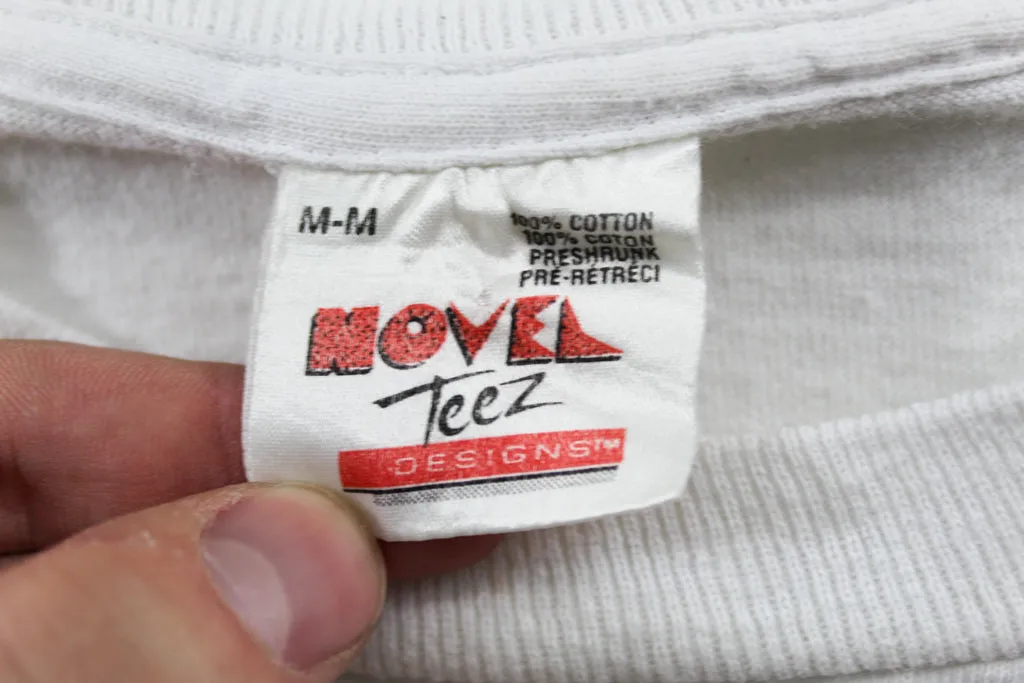 M-M
100% COTTON
100% COTON
PRESHRUNK
PRÉ-RÉTRÉCI
NOVEL
Teez
DESIGNS™